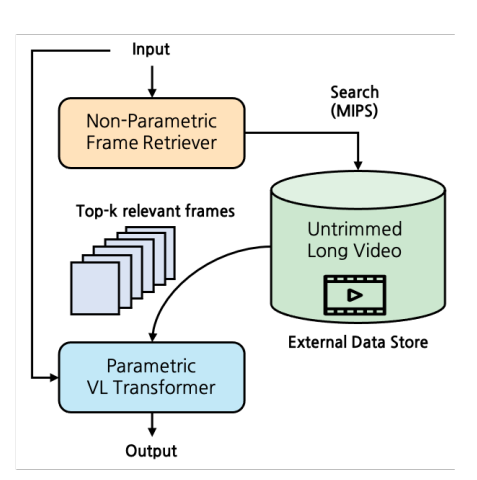 Input
Non-Parametric
Frame Retriever
Search
(MIPS)
Top-k relevant frames
Untrimmed
Long Video
External Data Store
Parametric
VL Transformer
Output